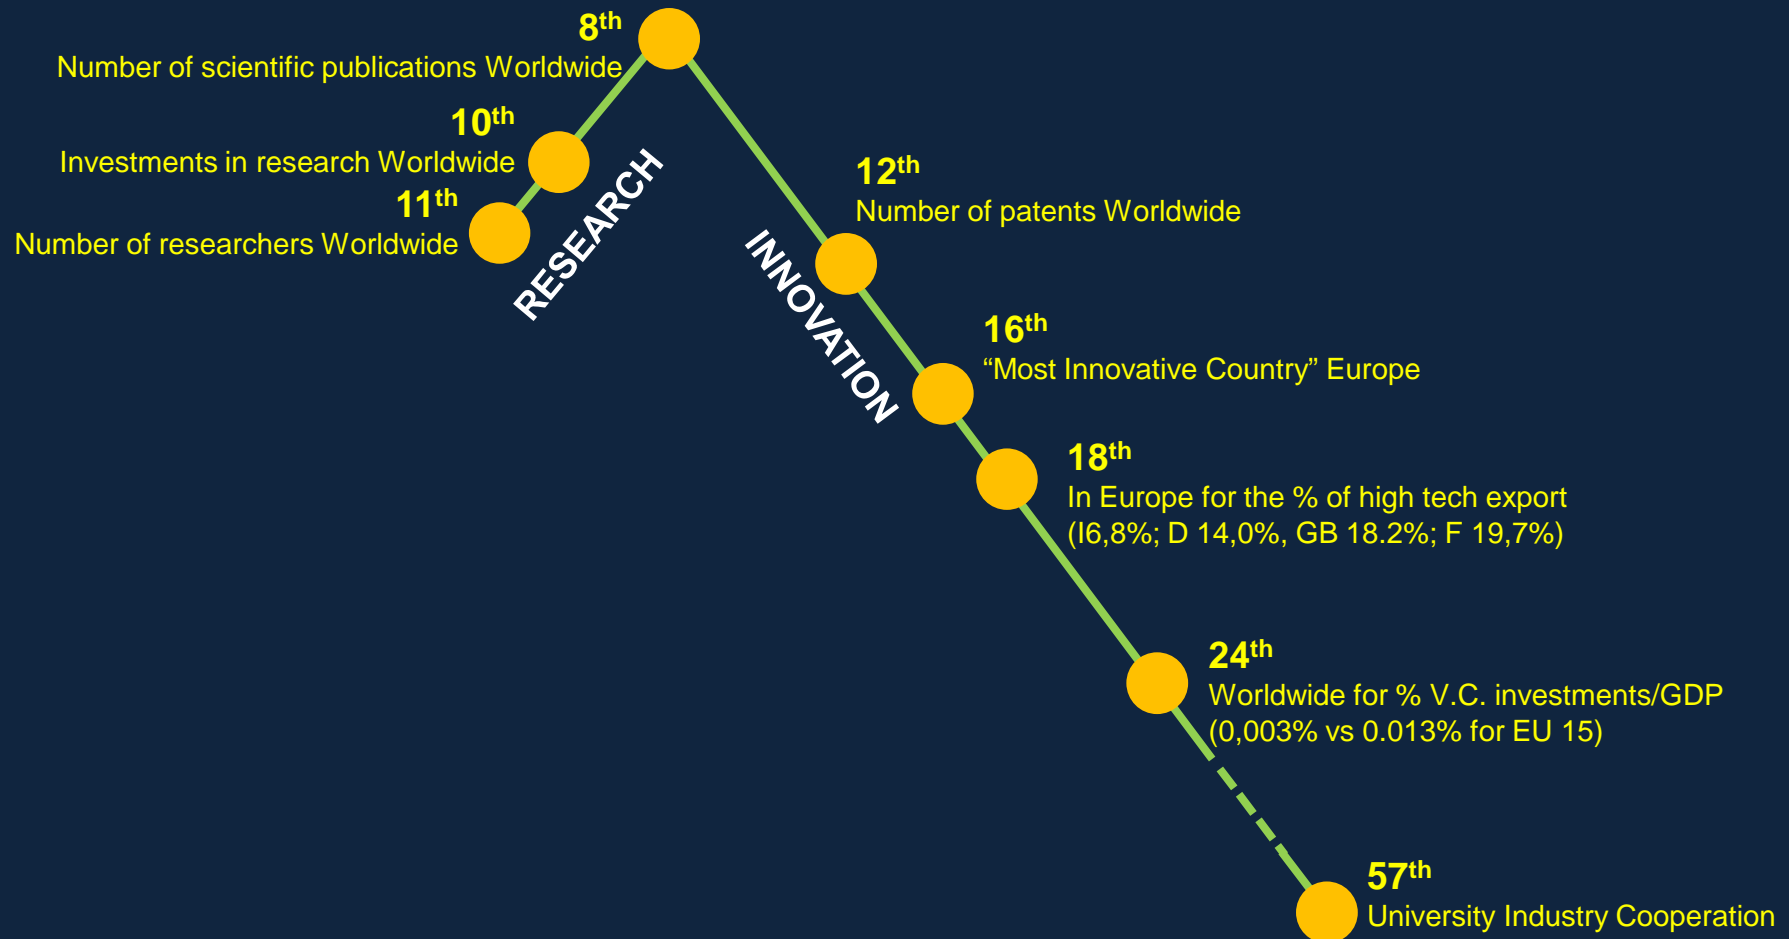 8th
Number of scientific publications Worldwide
10th
Investments in research Worldwide
11th
Number of researchers Worldwide
RESEARCH
INNOVATION
12th
Number of patents Worldwide
16th
“Most Innovative Country” Europe
18th
In Europe for the % of high tech export
(I6,8%; D 14,0%, GB 18.2%; F 19,7%)
24th
Worldwide for % V.C. investments/GDP
(0,003% vs 0.013% for EU 15)
57th
University Industry Cooperation